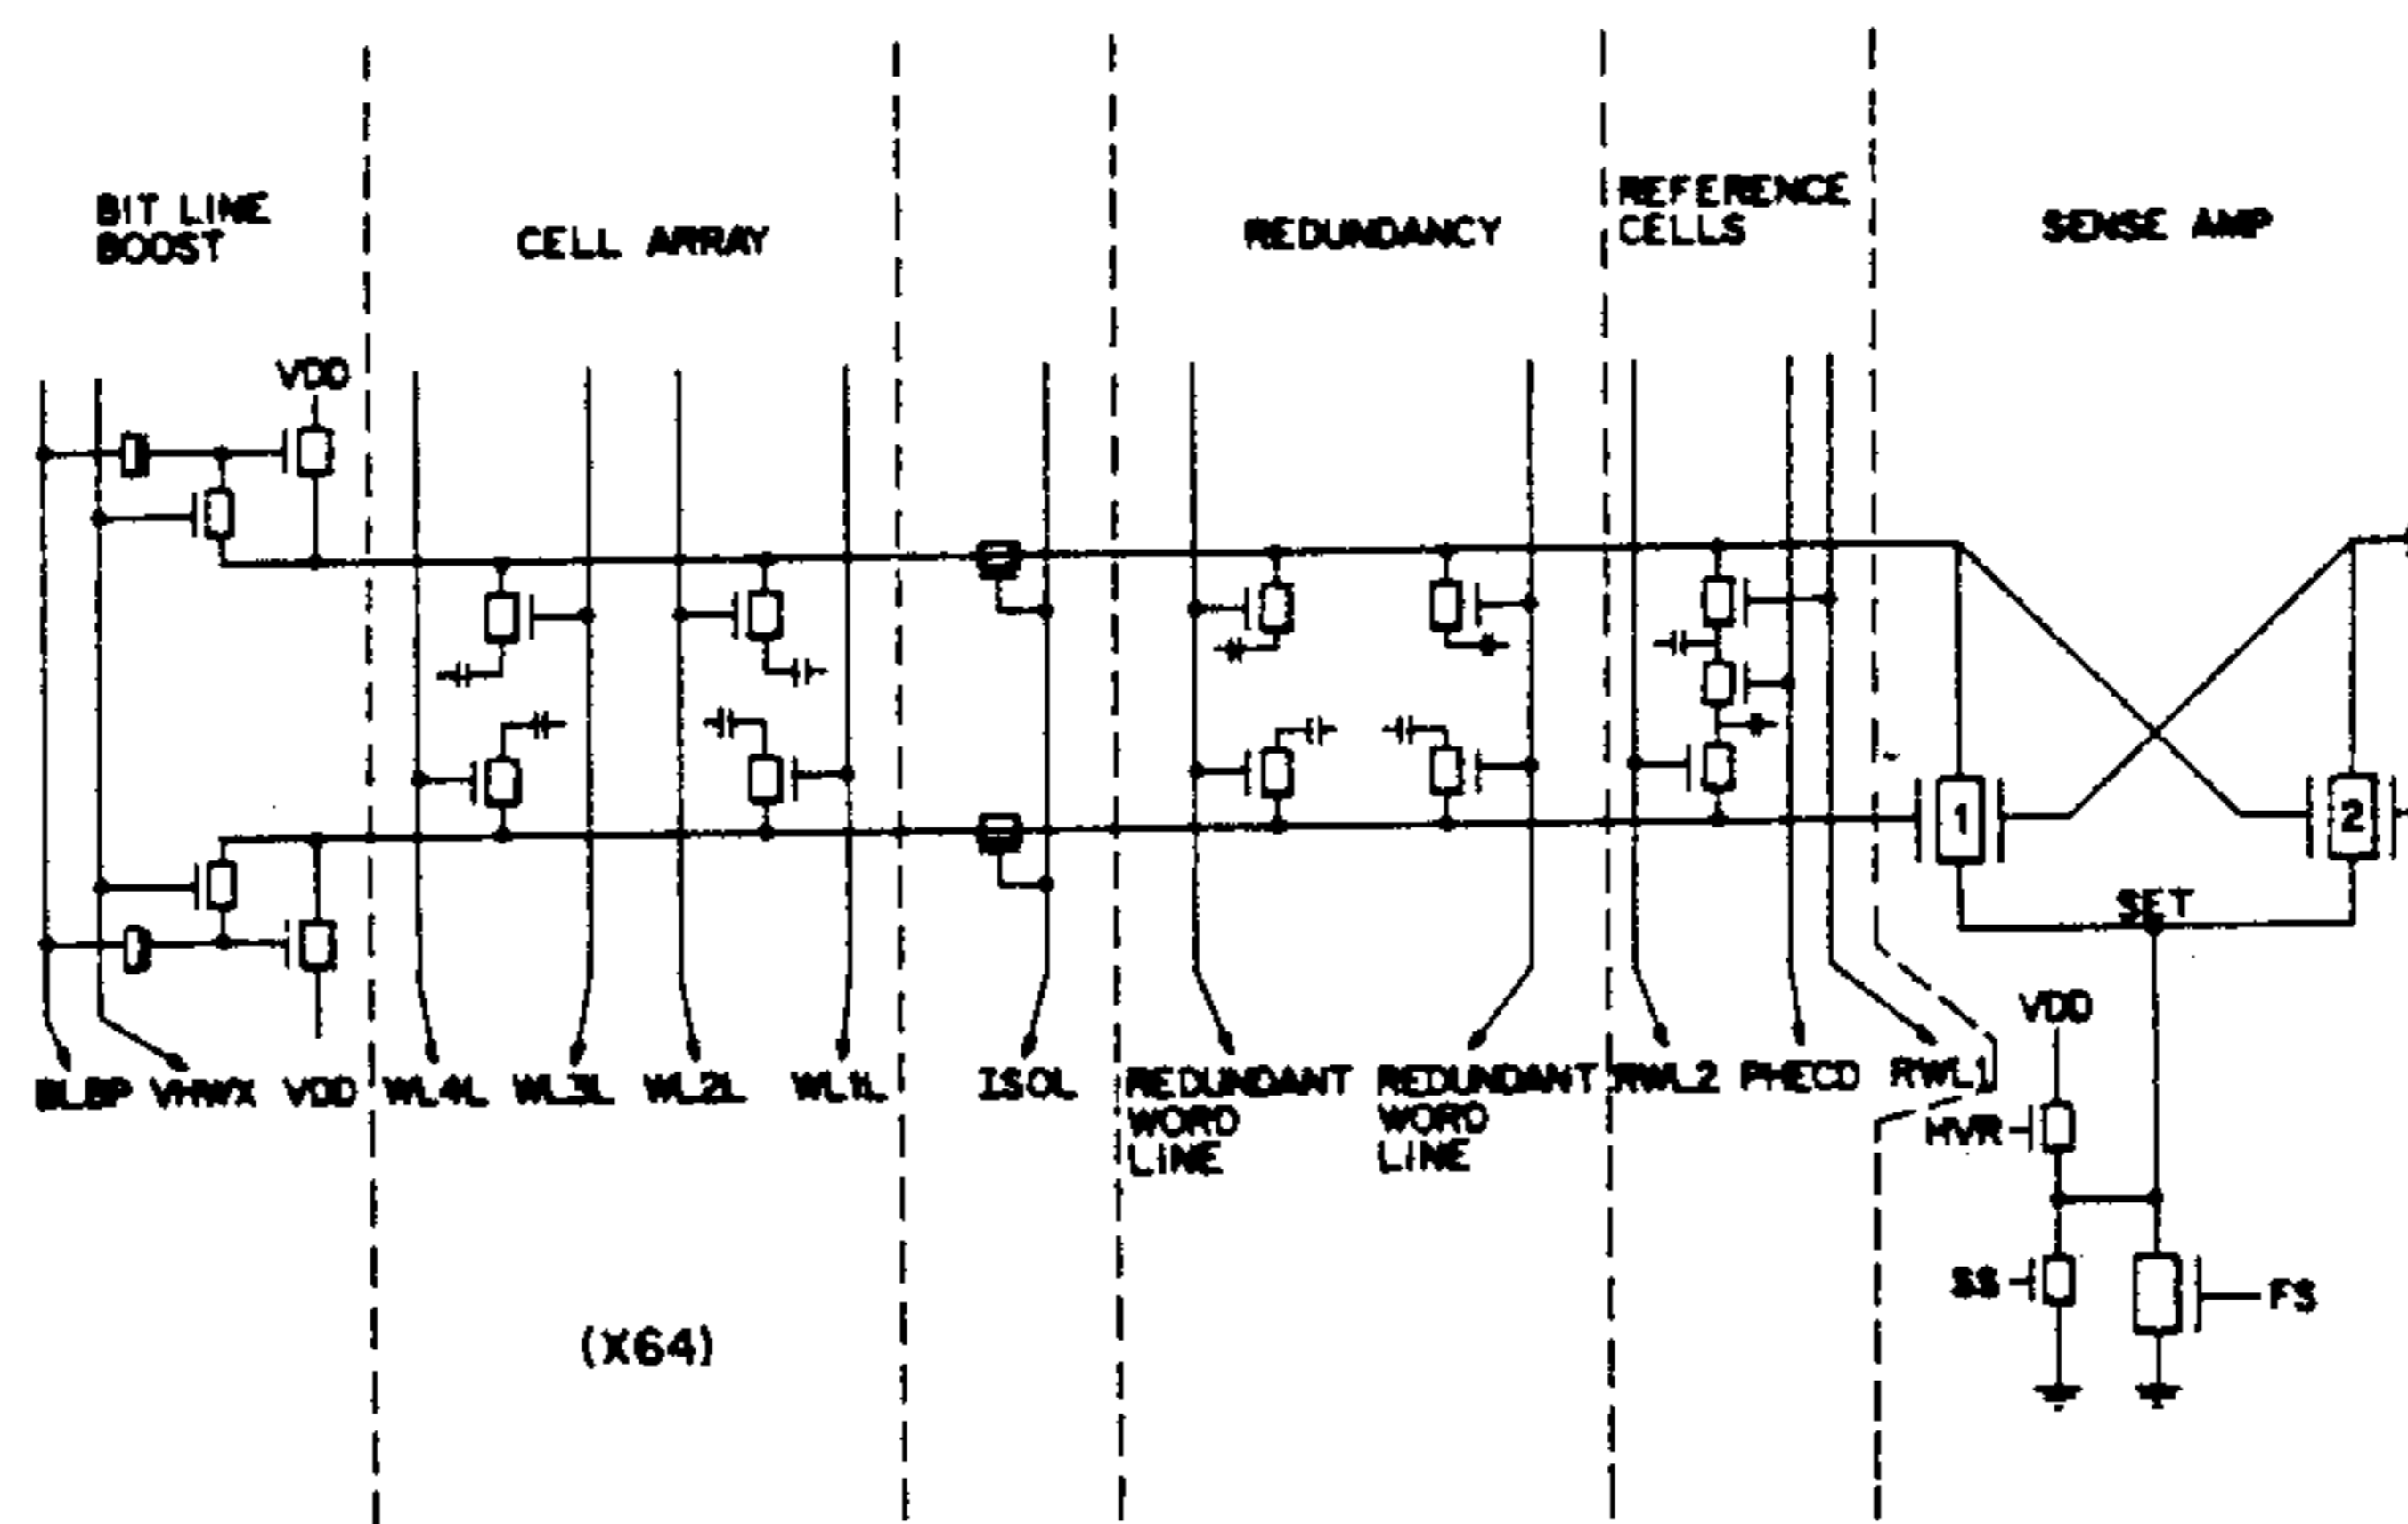 BIT LINE
BOOST
CELL ARRAY
REDUNDANCY
REFERENCE
CELLS
SENSE AMP
VDD
1
2
SET
VDD
BLBP
VHWX
VDD
WL4L
WL3L
WL2L
WL1L
ISOL
REDUNDANT
WORD
LINE
REDUNDANT
WORD
LINE
RWL2
PHECD
RWL1
SS
FS
(X64)